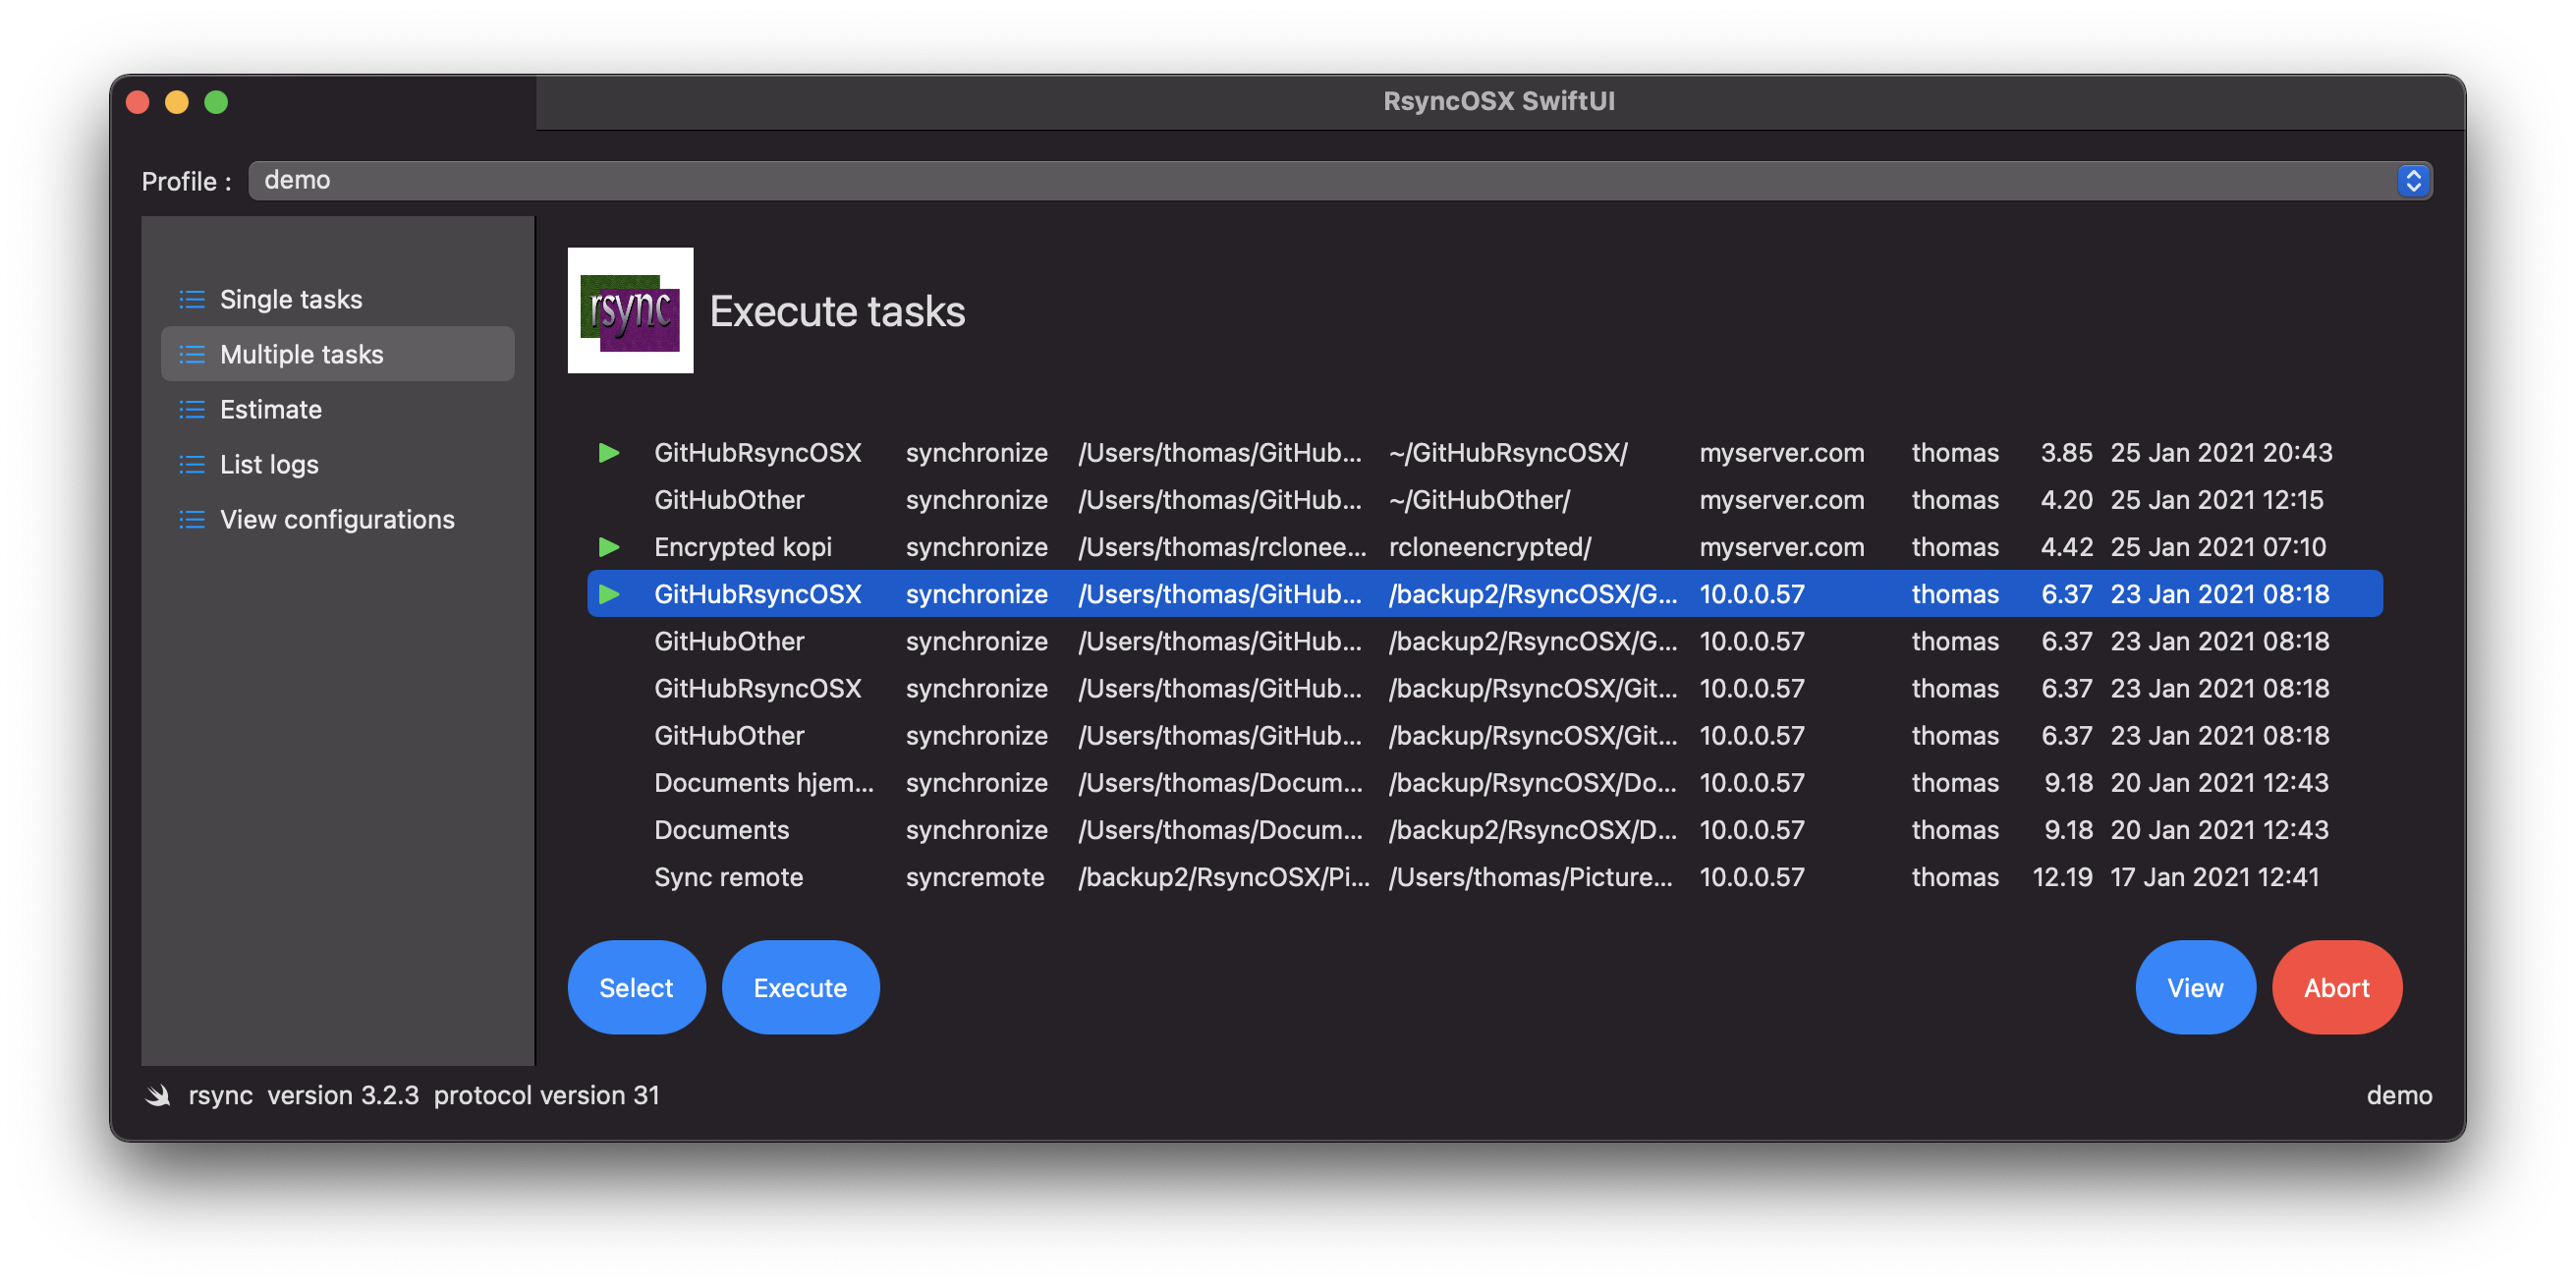 RsyncOSX SwiftUI
Profile : demo
Single tasks
Multiple tasks
Estimate
List logs
View configurations
rsync
Execute tasks
GitHubRsyncOSX synchronize /Users/thomas/GitHub... ~/GitHubRsyncOSX/ myserver.com thomas 3.85 25 Jan 2021 20:43
GitHubOther synchronize /Users/thomas/GitHub... ~/GitHubOther/ myserver.com thomas 4.20 25 Jan 2021 12:15
Encrypted kopi synchronize /Users/thomas/rclonee... rcloneencrypted/ myserver.com thomas 4.42 25 Jan 2021 07:10
GitHubRsyncOSX synchronize /Users/thomas/GitHub... /backup2/RsyncOSX/G... 10.0.0.57 thomas 6.37 23 Jan 2021 08:18
GitHubOther synchronize /Users/thomas/GitHub... /backup2/RsyncOSX/G... 10.0.0.57 thomas 6.37 23 Jan 2021 08:18
GitHubRsyncOSX synchronize /Users/thomas/GitHub... /backup/RsyncOSX/Git... 10.0.0.57 thomas 6.37 23 Jan 2021 08:18
GitHubOther synchronize /Users/thomas/GitHub... /backup/RsyncOSX/Git... 10.0.0.57 thomas 6.37 23 Jan 2021 08:18
Documents hjem... synchronize /Users/thomas/Docum... /backup/RsyncOSX/Do... 10.0.0.57 thomas 9.18 20 Jan 2021 12:43
Documents synchronize /Users/thomas/Docum... /backup2/RsyncOSX/D... 10.0.0.57 thomas 9.18 20 Jan 2021 12:43
Sync remote syncremote /backup2/RsyncOSX/Pi... /Users/thomas/Picture... 10.0.0.57 thomas 12.19 17 Jan 2021 12:41
Select Execute View Abort
rsync version 3.2.3 protocol version 31 demo